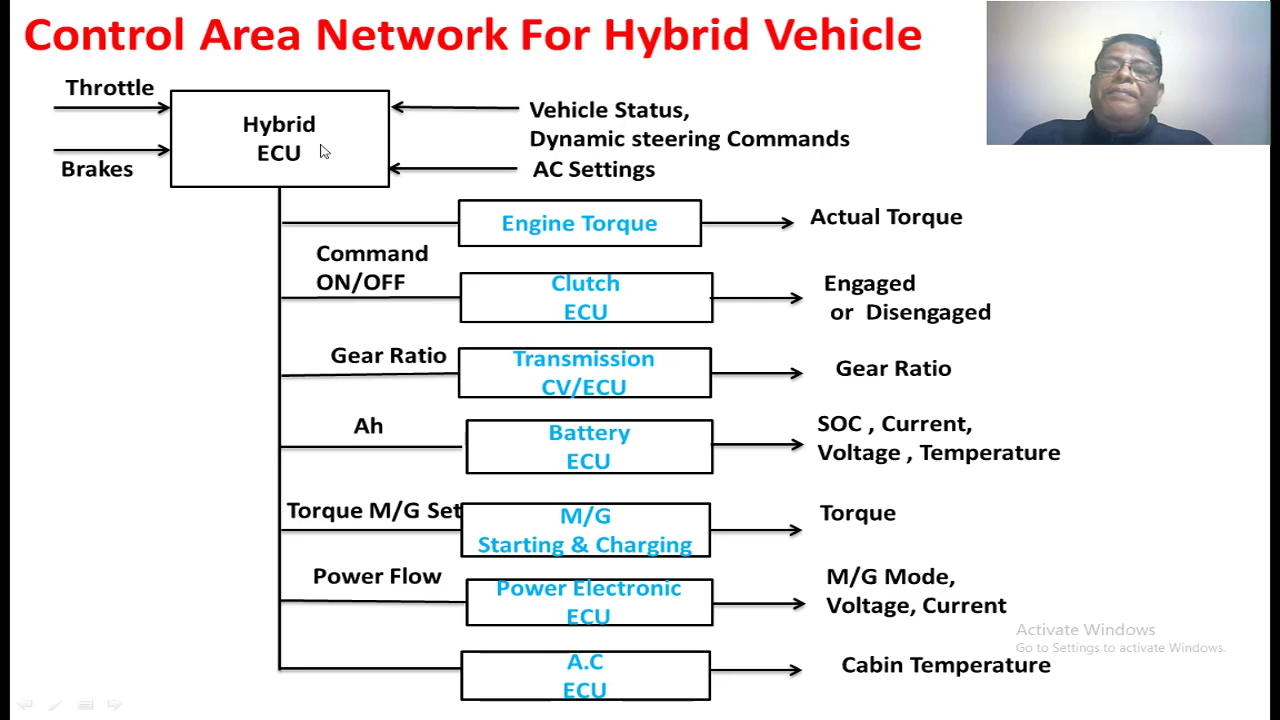 Control Area Network For Hybrid Vehicle
Throttle
Brakes
Hybrid
ECU
Vehicle Status,
Dynamic steering Commands
AC Settings
Engine Torque
Actual Torque
Command
ON/OFF
Clutch
ECU
Engaged
or Disengaged
Gear Ratio
Transmission
CV/ECU
Gear Ratio
Ah
Battery
ECU
SOC , Current,
Voltage , Temperature
Torque M/G Set
M/G
Starting & Charging
Torque
Power Flow
Power Electronic
ECU
M/G Mode,
Voltage, Current
A.C
ECU
Cabin Temperature
Activate Windows
Go to Settings to activate Windows.